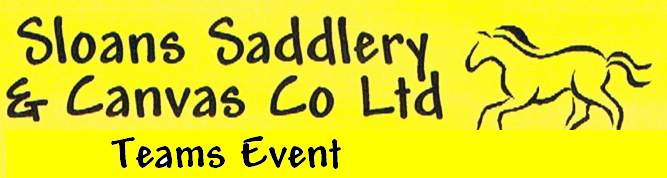 Sloans Saddlery
& Canvas Co Ltd
Teams Event